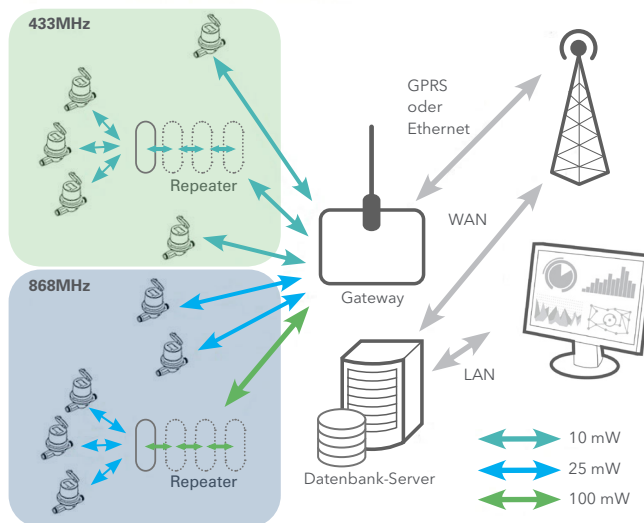 433MHz
Repeater
868MHz
Repeater
GPRS
oder
Ethernet
WAN
Gateway
LAN
Datenbank-Server
10 mW
25 mW
100 mW